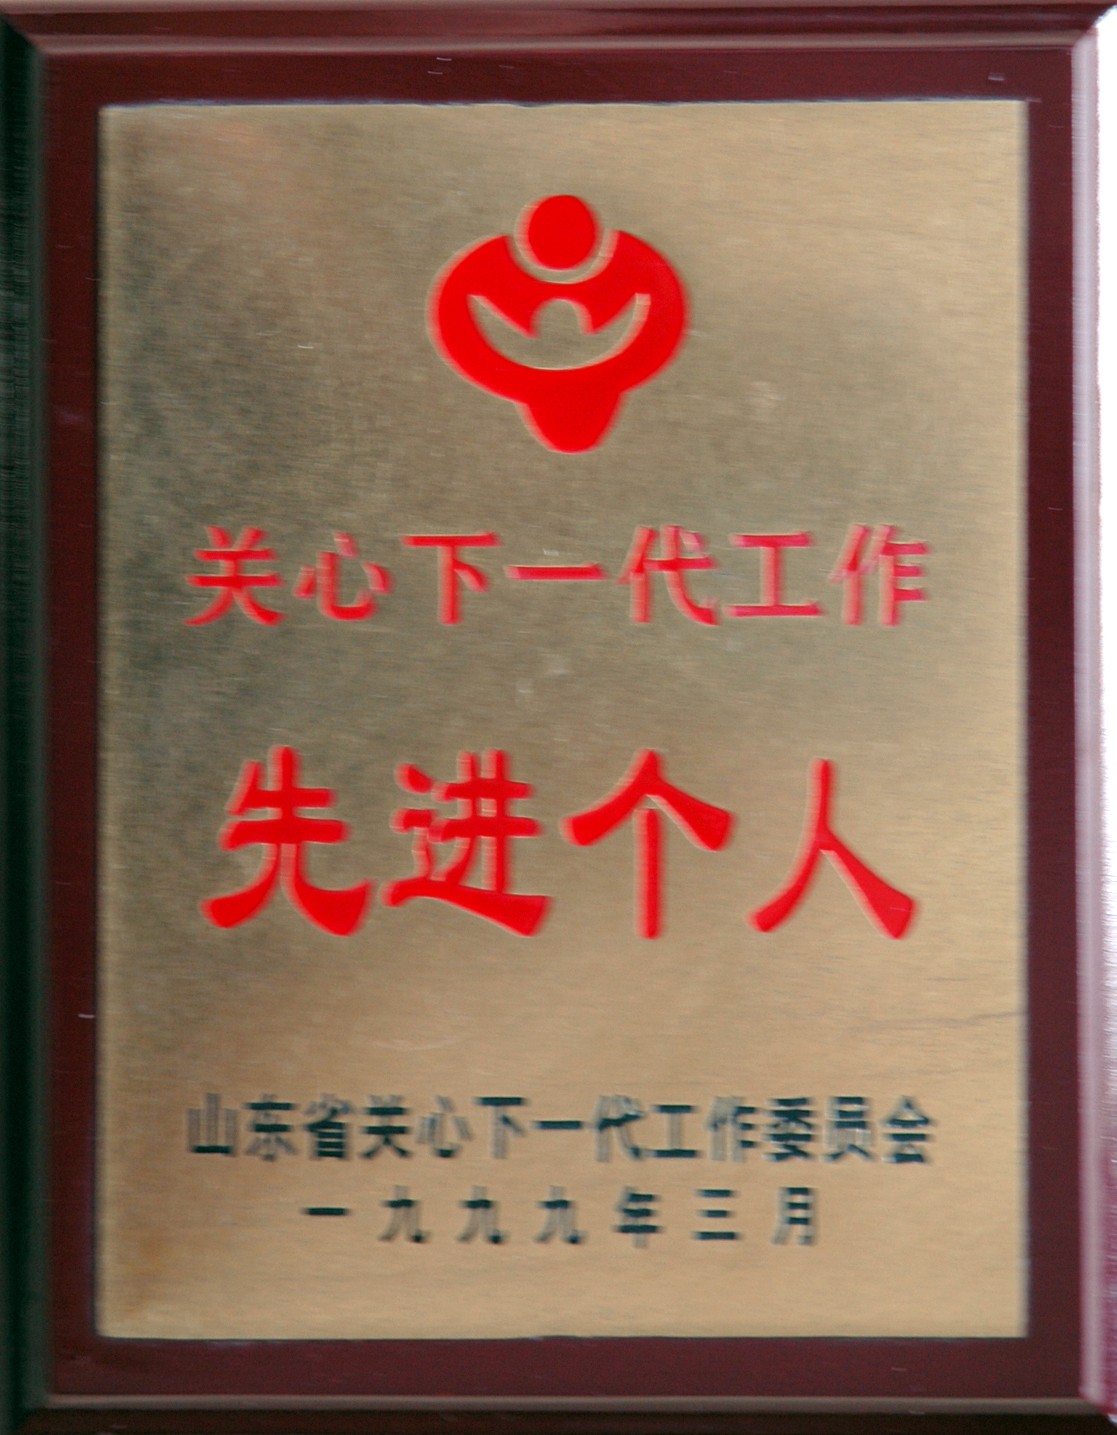 关心下一代工作
先进个人
山东省关心下一代工作委员会
一九九九年三月